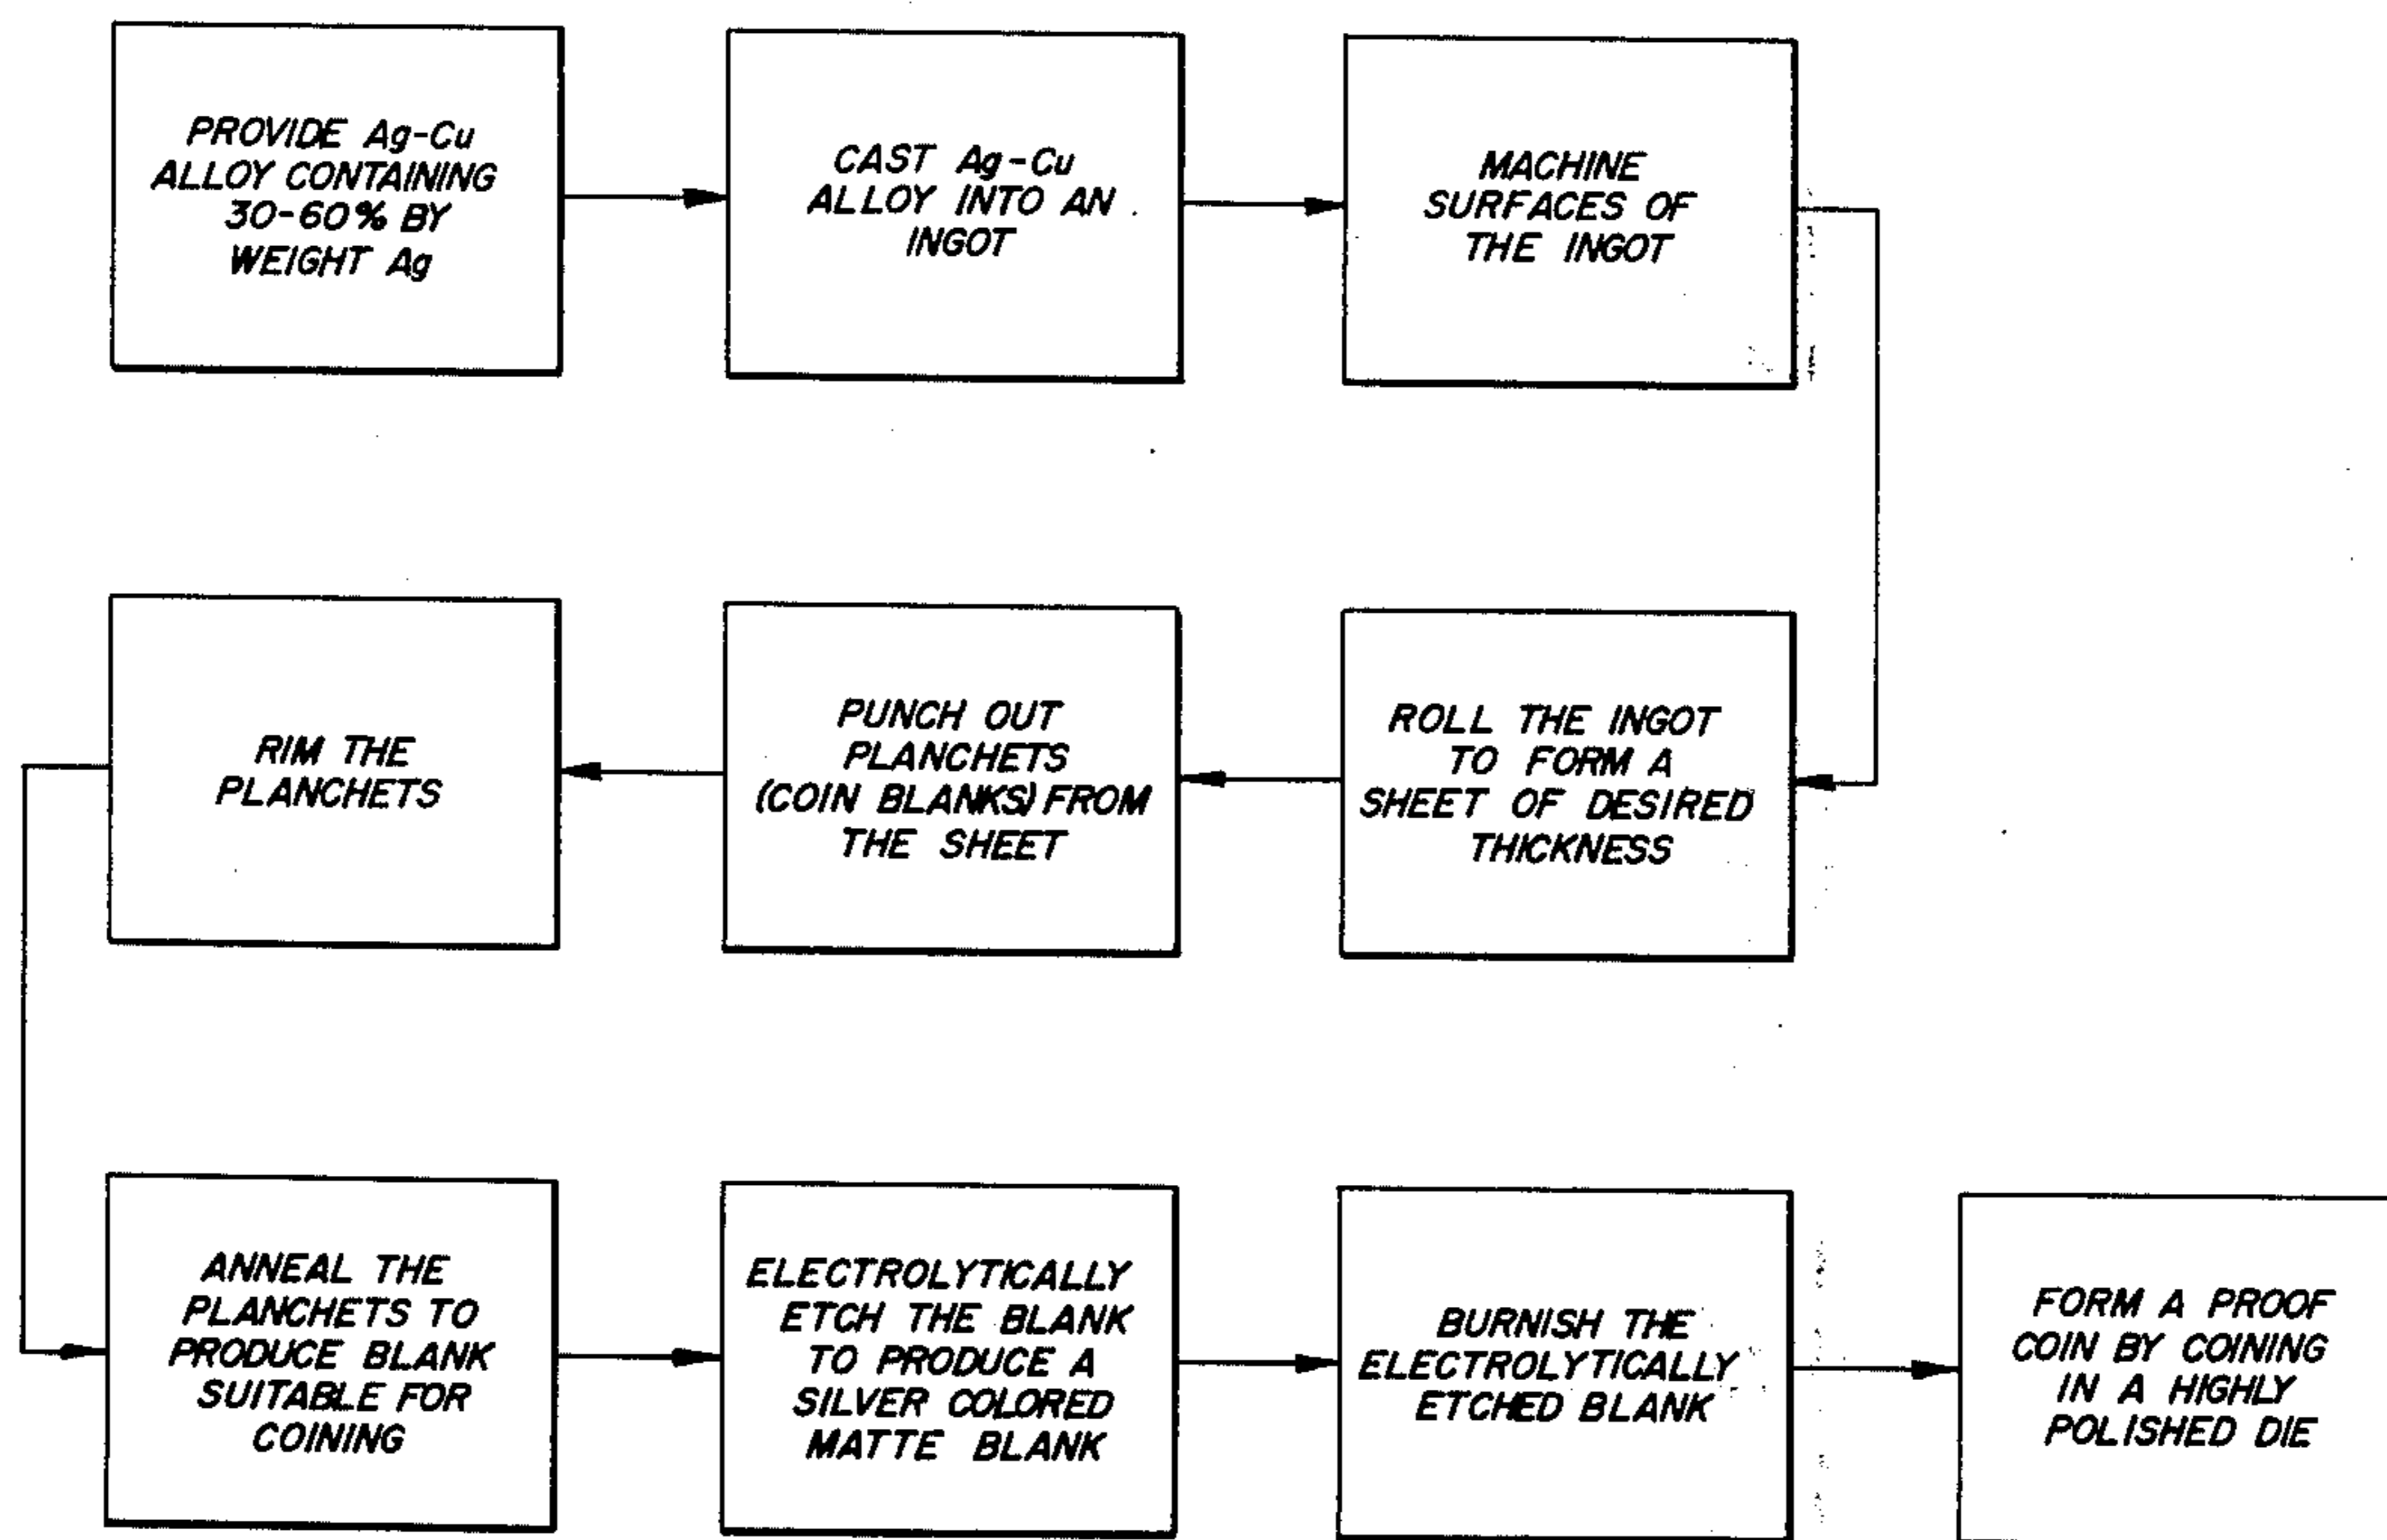 PROVIDE Ag-Cu
ALLOY CONTAINING
30-60% BY
WEIGHT Ag
CAST Ag-Cu
ALLOY INTO AN
INGOT
MACHINE
SURFACES OF
THE INGOT
ROLL THE INGOT
TO FORM A
SHEET OF DESIRED
THICKNESS
PUNCH OUT
PLANCHETS
(COIN BLANKS) FROM
THE SHEET
RIM THE
PLANCHETS
ANNEAL THE
PLANCHETS TO
PRODUCE BLANK
SUITABLE FOR
COINING
ELECTROLYTICALLY
ETCH THE BLANK
TO PRODUCE A
SILVER COLORED
MATTE BLANK
BURNISH THE
ELECTROLYTICALLY
ETCHED BLANK
FORM A PROOF
COIN BY COINING
IN A HIGHLY
POLISHED DIE